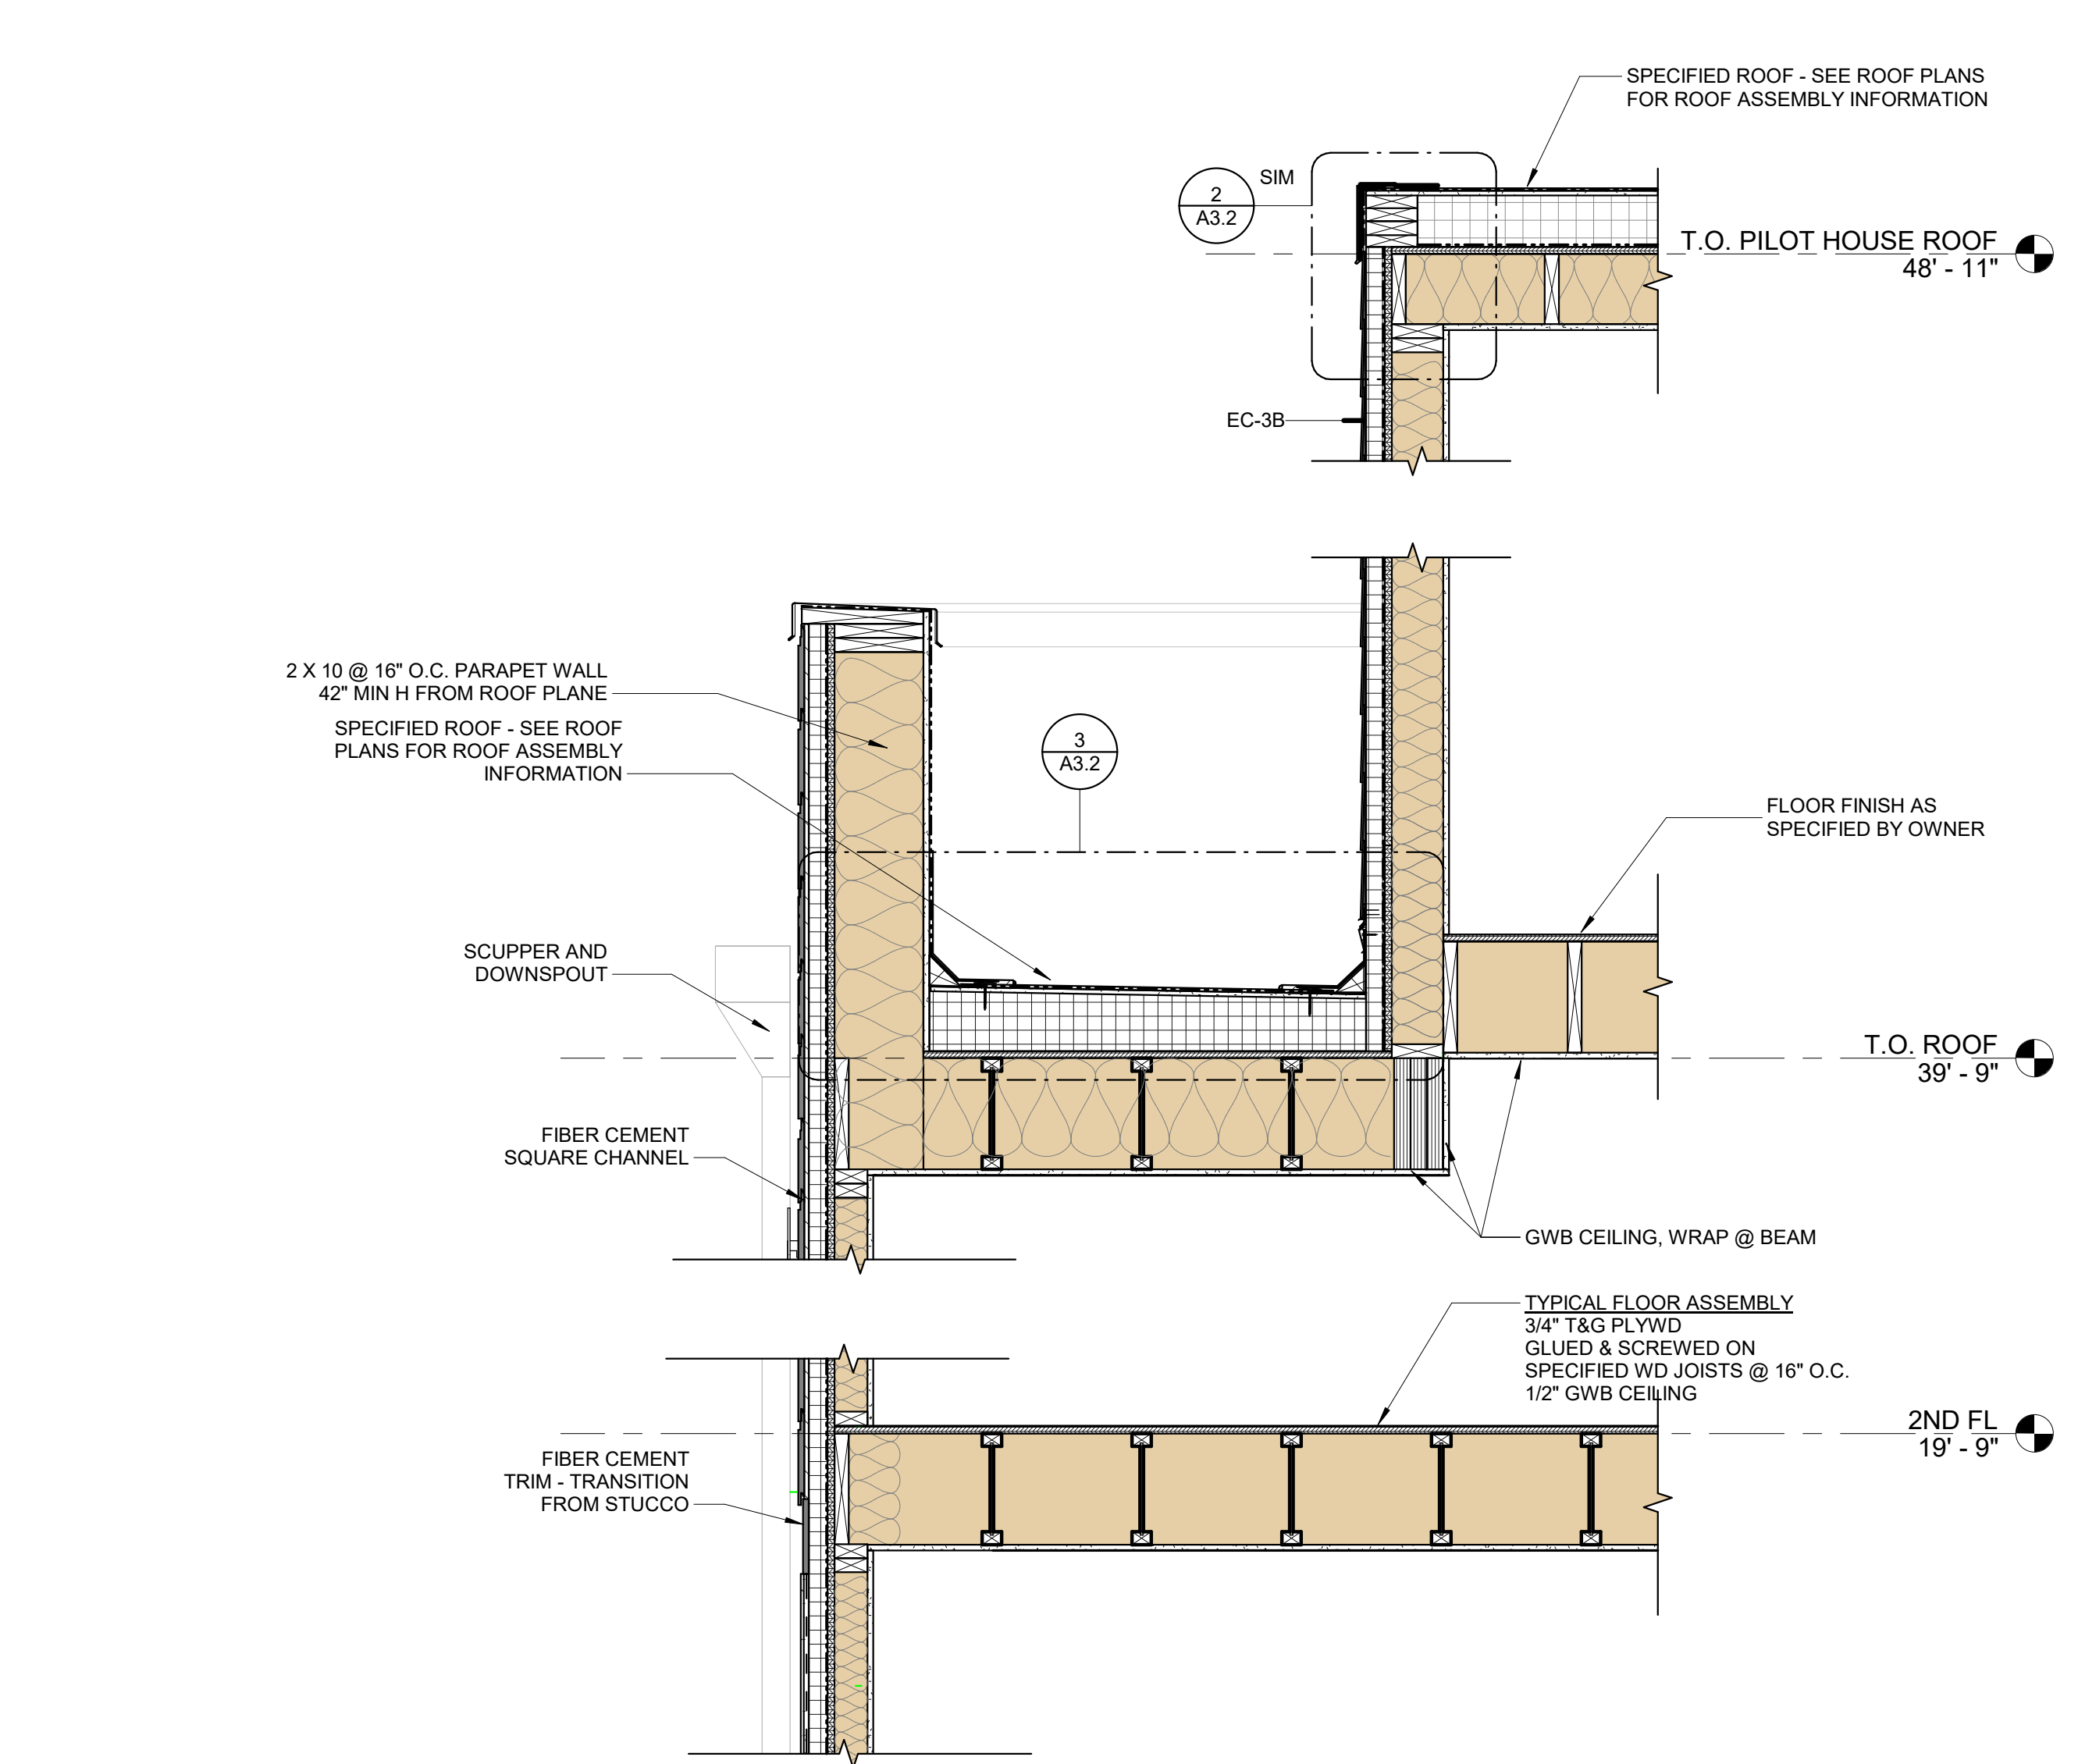 SPECIFIED ROOF - SEE ROOF PLANS
FOR ROOF ASSEMBLY INFORMATION
2
A3.2
SIM
T.O. PILOT HOUSE ROOF
48' - 11"
EC-3B
2 X 10 @ 16" O.C. PARAPET WALL
42" MIN H FROM ROOF PLANE
SPECIFIED ROOF - SEE ROOF
PLANS FOR ROOF ASSEMBLY
INFORMATION
3
A3.2
FLOOR FINISH AS
SPECIFIED BY OWNER
SCUPPER AND
DOWNSPOUT
T.O. ROOF
39' - 9"
FIBER CEMENT
SQUARE CHANNEL
GWB CEILING, WRAP @ BEAM
TYPICAL FLOOR ASSEMBLY
3/4" T&G PLYWD
GLUED & SCREWED ON
SPECIFIED WD JOISTS @ 16" O.C.
1/2" GWB CEILING
2ND FL
19' - 9"
FIBER CEMENT
TRIM - TRANSITION
FROM STUCCO